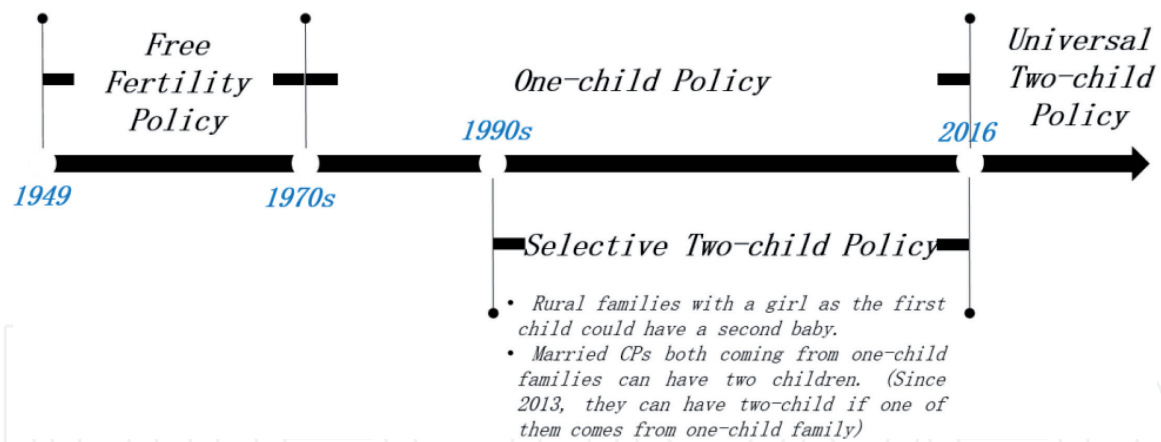 Free
Fertility
Policy
One-child Policy
Universal
Two-child
Policy
1949
1970s
1990s
2016
Selective Two-child Policy
• Rural families with a girl as the first
child could have a second baby.
• Married CPs both coming from one-child
families can have two children. (Since
2013, they can have two-child if one of
them comes from one-child family)